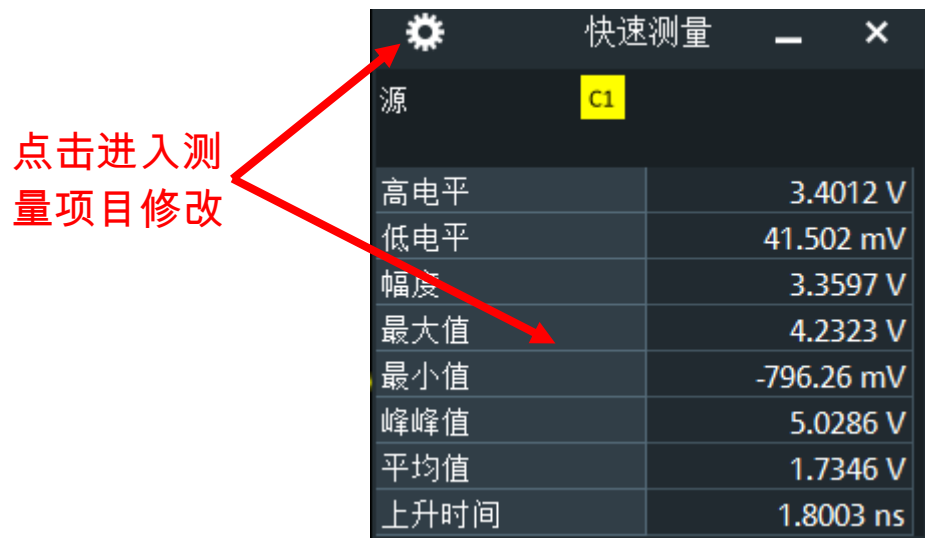 快速测量
源 C1
点击进入测
量项目修改
高电平 3.4012 V
低电平 41.502 mV
幅度 3.3597 V
最大值 4.2323 V
最小值 -796.26 mV
峰峰值 5.0286 V
平均值 1.7346 V
上升时间 1.8003 ns